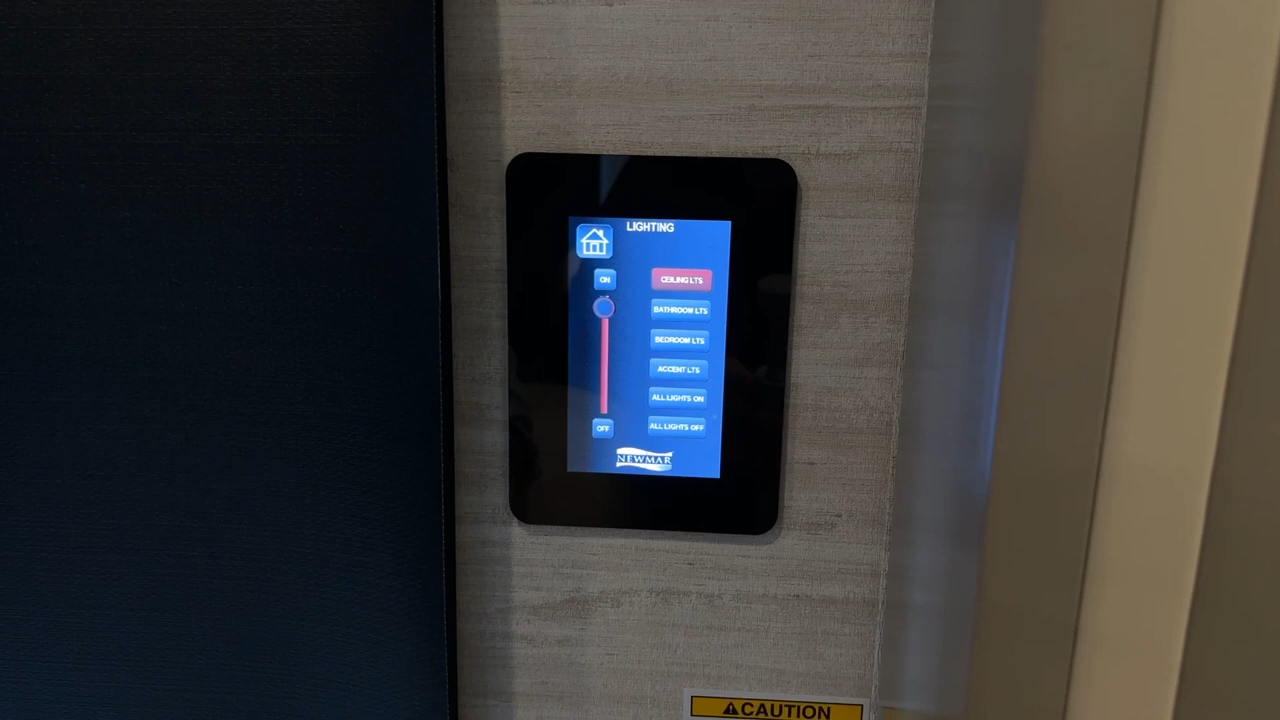 LIGHTING
ON
CEILING LTS
BATHROOM LTS
BEDROOM LTS
ACCENT LTS
ALL LIGHTS ON
OFF
ALL LIGHTS OFF
NEWMAR
CAUTION